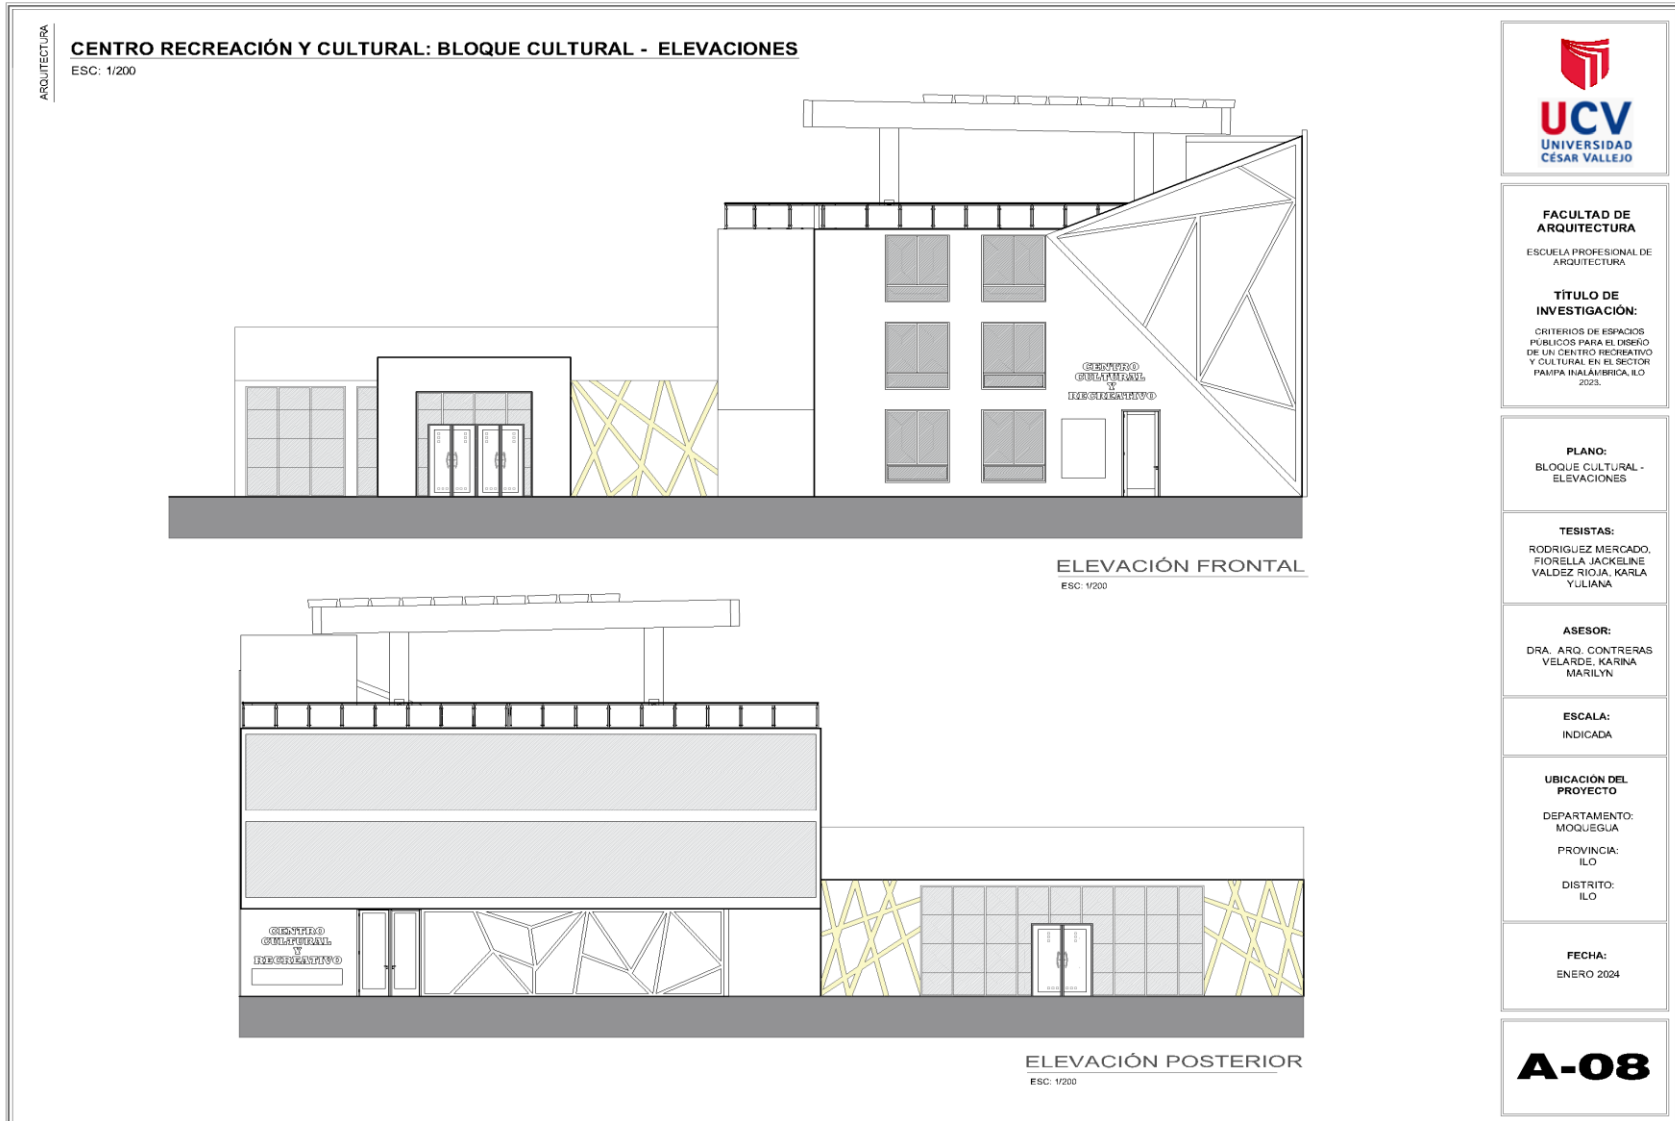 ARQUITECTURA
CENTRO RECREACIÓN Y CULTURAL: BLOQUE CULTURAL - ELEVACIONES
ESC: 1/200
CENTRO
CULTURAL
Y
RECREATIVO
ELEVACIÓN FRONTAL
ESC: 1/200
CENTRO
CULTURAL
Y
RECREATIVO
ELEVACIÓN POSTERIOR
ESC: 1/200
UCV
UNIVERSIDAD
CÉSAR VALLEJO
FACULTAD DE
ARQUITECTURA
ESCUELA PROFESIONAL DE
ARQUITECTURA
TÍTULO DE
INVESTIGACIÓN:
CRITERIOS DE ESPACIOS
PÚBLICOS PARA EL DISEÑO
DE UN CENTRO RECREATIVO
Y CULTURAL EN EL SECTOR
PAMPA INALÁMBRICA, ILO
2023.
PLANO:
BLOQUE CULTURAL -
ELEVACIONES
TESISTAS:
RODRIGUEZ MERCADO,
FIORELLA JACKELINE
VALDEZ RIOJA, KARLA
YULIANA
ASESOR:
DRA. ARQ. CONTRERAS
VELARDE, KARINA
MARILYN
ESCALA:
INDICADA
UBICACIÓN DEL
PROYECTO
DEPARTAMENTO:
MOQUEGUA
PROVINCIA:
ILO
DISTRITO:
ILO
FECHA:
ENERO 2024
A-08